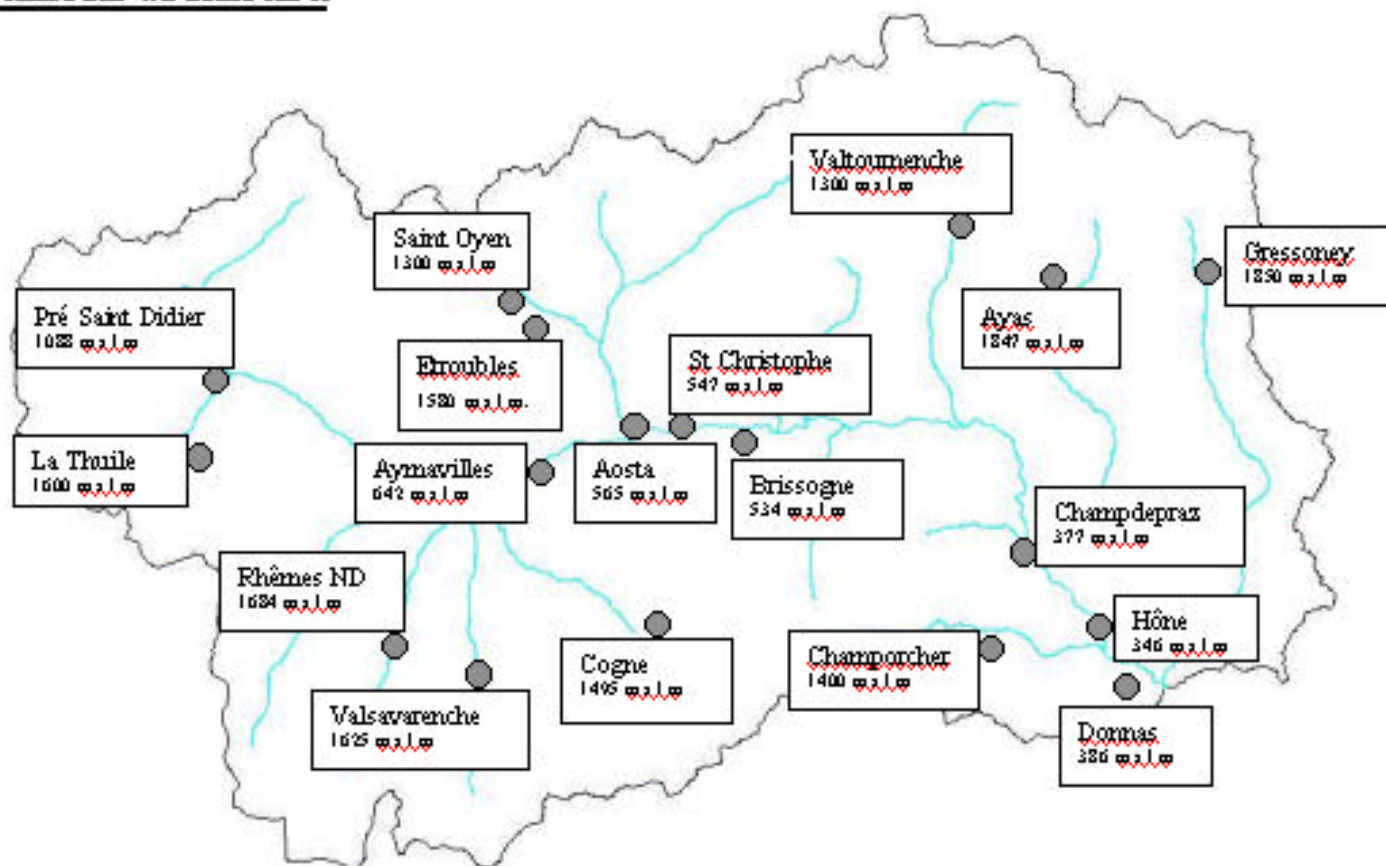 Valtournenche
1300 m s l m
Saint Oyen
1300 m s l m
Gressoney
1850 m s l m
Pré Saint Didier
1088 m s l m
Ayas
1847 m s l m
Etroubles
1580 m s l m.
St Christophe
547 m s l m
La Thuile
1600 m s l m
Aymavilles
642 m s l m
Aosta
565 m s l m
Brissogne
534 m s l m
Champdepraz
377 m s l m
Rhêmes ND
1684 m s l m
Cogne
1495 m s l m
Champorcher
1400 m s l m
Hône
346 m s l m
Valsavarenche
1625 m s l m
Donnas
386 m s l m